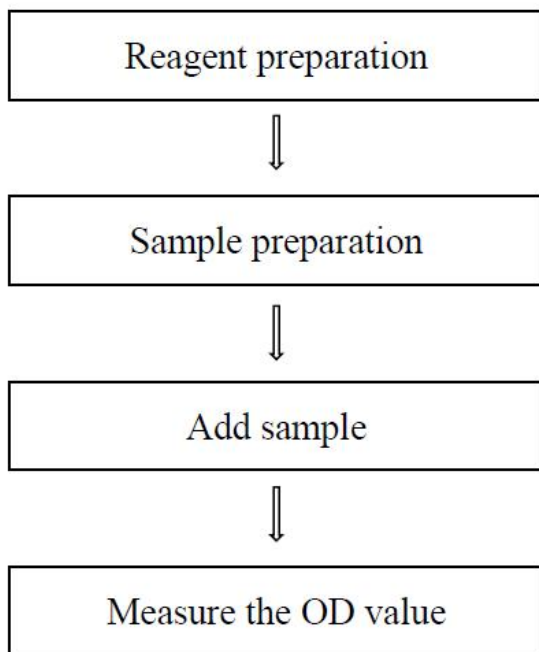 Reagent preparation
Sample preparation
Add sample
Measure the OD value